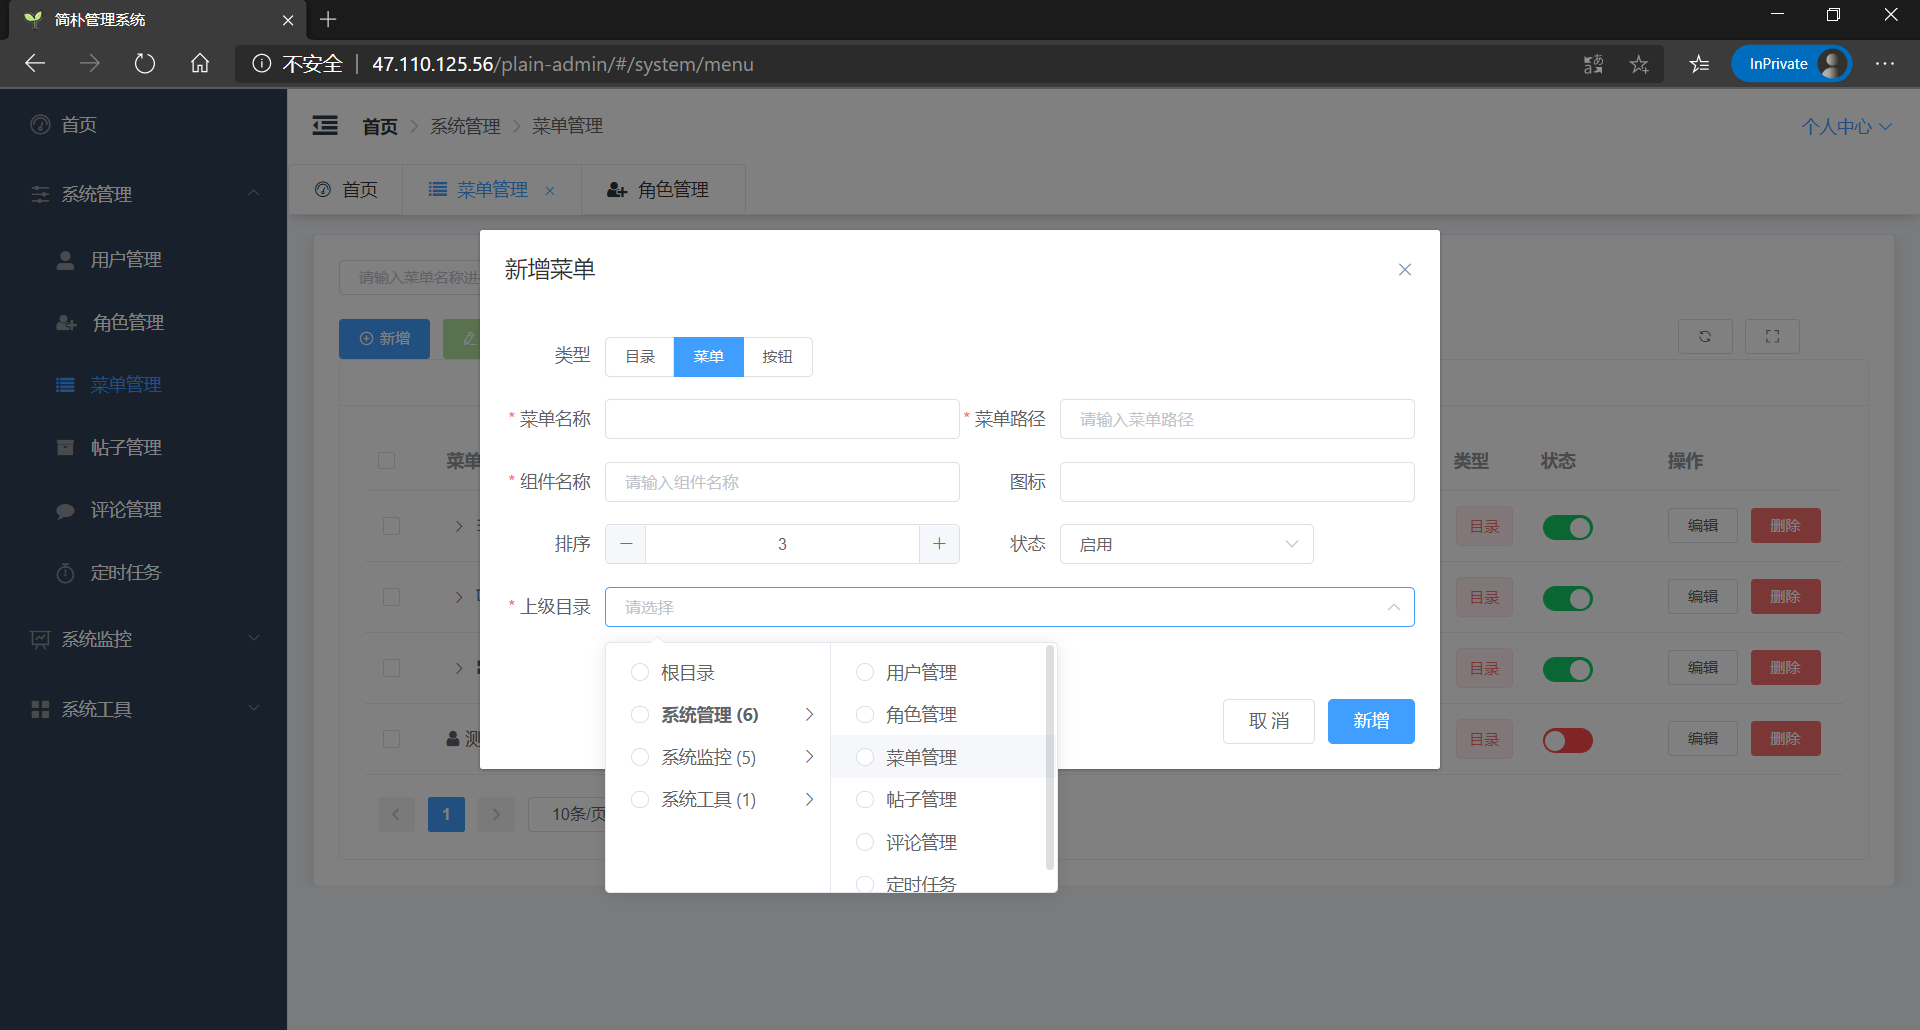 简朴管理系统
不安全 47.110.125.56/plain-admin/#/system/menu
InPrivate
首页
系统管理
用户管理
角色管理
菜单管理
帖子管理
评论管理
定时任务
系统监控
系统工具
首页 > 系统管理 > 菜单管理
个人中心
首页
菜单管理
角色管理
请输入菜单名称进
新增
菜单
类型
状态
操作
目录
编辑
删除
目录
编辑
删除
目录
编辑
删除
测
目录
编辑
删除
1
10条/页
新增菜单
类型
目录
菜单
按钮
* 菜单名称
* 菜单路径
请输入菜单路径
* 组件名称
请输入组件名称
图标
排序
3
状态
启用
* 上级目录
请选择
根目录
系统管理 (6)
系统监控 (5)
系统工具 (1)
用户管理
角色管理
菜单管理
帖子管理
评论管理
定时任务
取消
新增